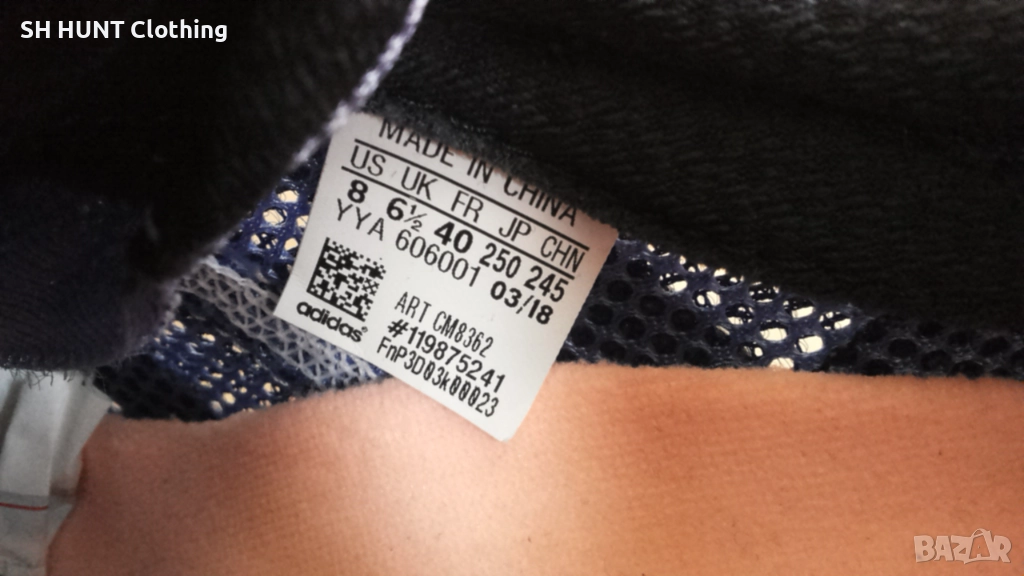 SH HUNT Clothing
MADE IN CHINA
US UK FR JP CHN
8 6½ 40 250 245
YYA 606001 03/18
ART CM8362
#119875241
FnP3D03k00023
adidas®
BAZAR